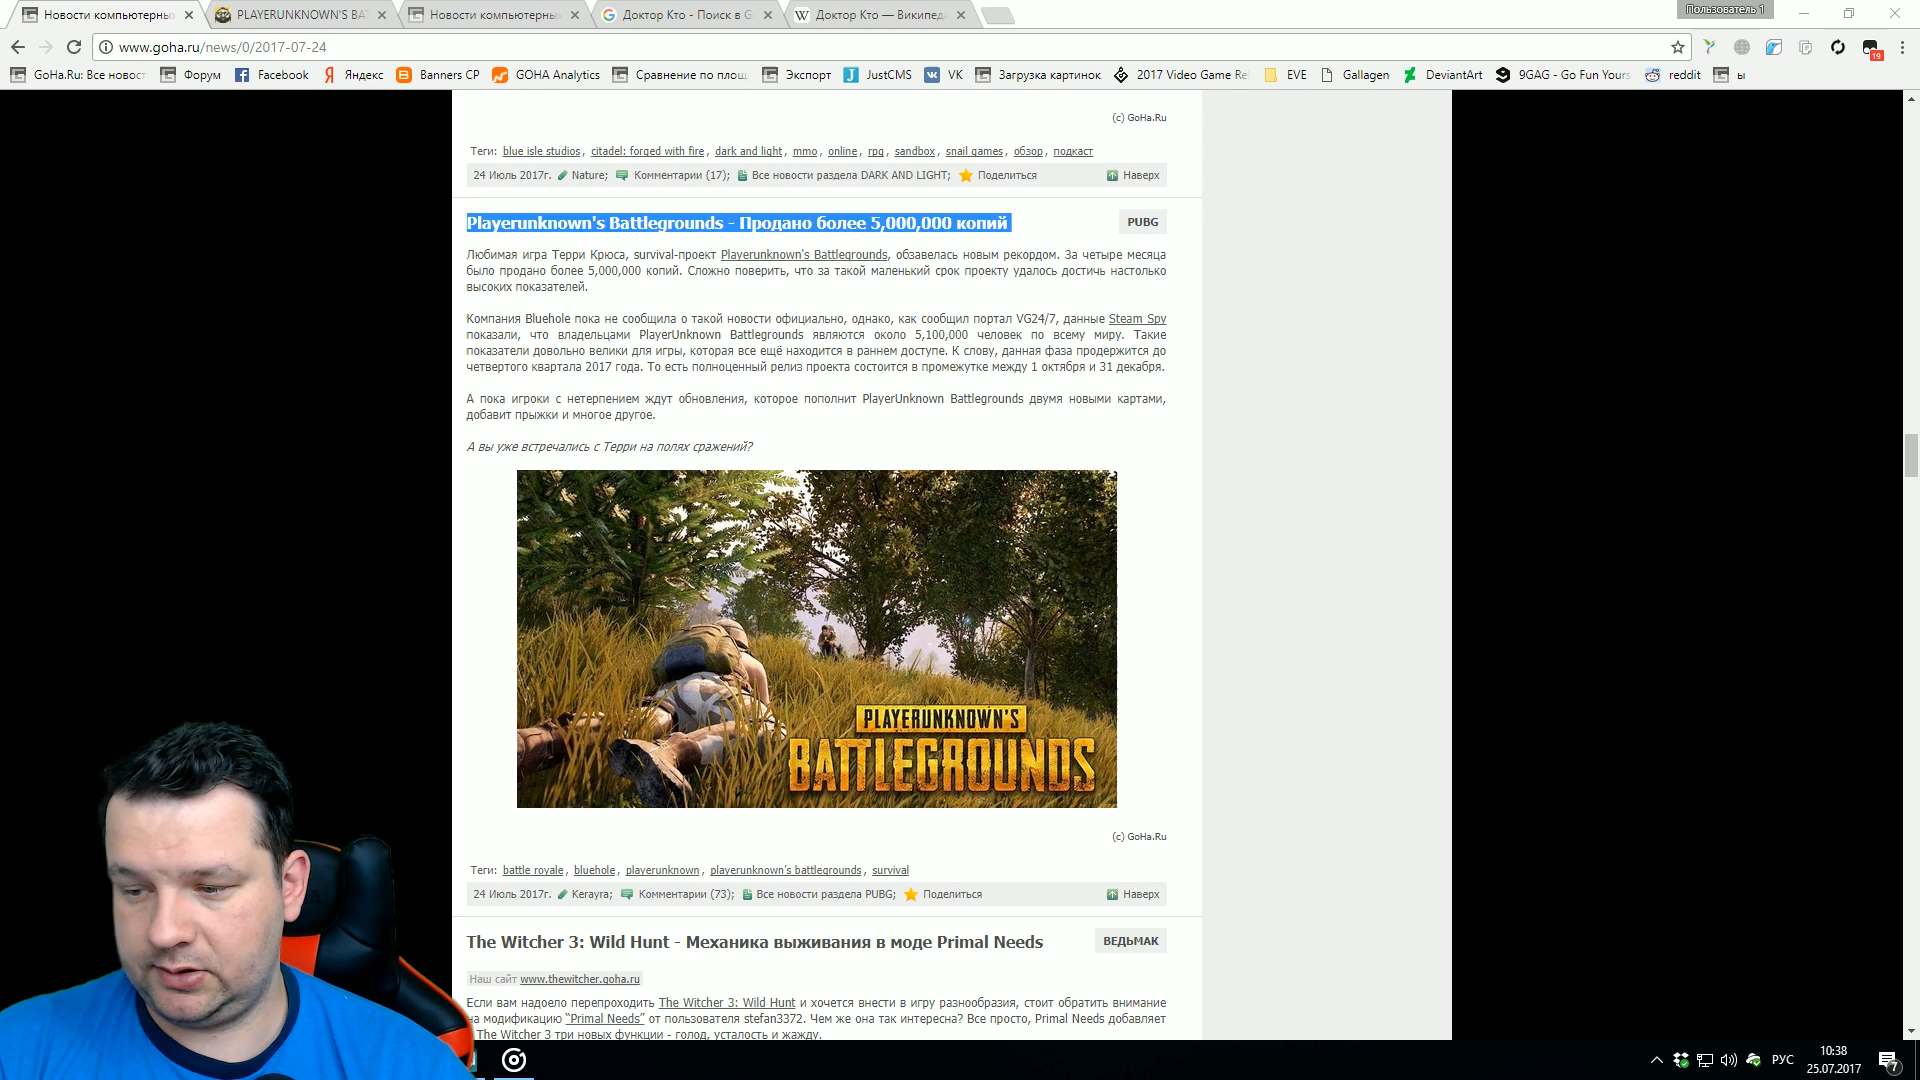 Новости компьютерных
PLAYERUNKNOWN'S BAT
Новости компьютерны
Доктор Кто - Поиск в G
Доктор Кто — Википед
Пользователь 1
www.goha.ru/news/0/2017-07-24
19
GoHa.Ru: Все новост
Форум
Facebook
Яндекс
Banners CP
GOHA Analytics
Сравнение по площ
Экспорт
JustCMS
VK
Загрузка картинок
2017 Video Game Rel
EVE
Gallagen
DeviantArt
9GAG - Go Fun Yours
reddit
ы
(c) GoHa.Ru
Теги: blue isle studios, citadel: forged with fire, dark and light, mmo, online, rpg, sandbox, snail games, обзор, подкаст
24 Июль 2017г. Nature; Комментарии (17); Все новости раздела DARK AND LIGHT; Поделиться Наверх
Playerunknown's Battlegrounds - Продано более 5,000,000 копий
PUBG
Любимая игра Терри Крюса, survival-проект Playerunknown's Battlegrounds, обзавелась новым рекордом. За четыре месяца
было продано более 5,000,000 копий. Сложно поверить, что за такой маленький срок проекту удалось достичь настолько
высоких показателей.
Компания Bluehole пока не сообщила о такой новости официально, однако, как сообщил портал VG24/7, данные Steam Spy
показали, что владельцами PlayerUnknown Battlegrounds являются около 5,100,000 человек по всему миру. Такие
показатели довольно велики для игры, которая все ещё находится в раннем доступе. К слову, данная фаза продержится до
четвертого квартала 2017 года. То есть полноценный релиз проекта состоится в промежутке между 1 октября и 31 декабря.
А пока игроки с нетерпением ждут обновления, которое пополнит PlayerUnknown Battlegrounds двумя новыми картами,
добавит прыжки и многое другое.
А вы уже встречались с Терри на полях сражений?
PLAYERUNKNOWN'S
BATTLEGROUNDS
(c) GoHa.Ru
Теги: battle royale, bluehole, playerunknown, playerunknown's battlegrounds, survival
24 Июль 2017г. Kerayra; Комментарии (73); Все новости раздела PUBG; Поделиться Наверх
The Witcher 3: Wild Hunt - Механика выживания в моде Primal Needs
ВЕДЬМАК
Наш сайт www.thewitcher.goha.ru
Если вам надоело перепроходить The Witcher 3: Wild Hunt и хочется внести в игру разнообразия, стоит обратить внимание
на модификацию “Primal Needs” от пользователя stefan3372. Чем же она так интересна? Все просто, Primal Needs добавляет
The Witcher 3 три новых функции - голод, усталость и жажду.
РУС
10:38
25.07.2017
7